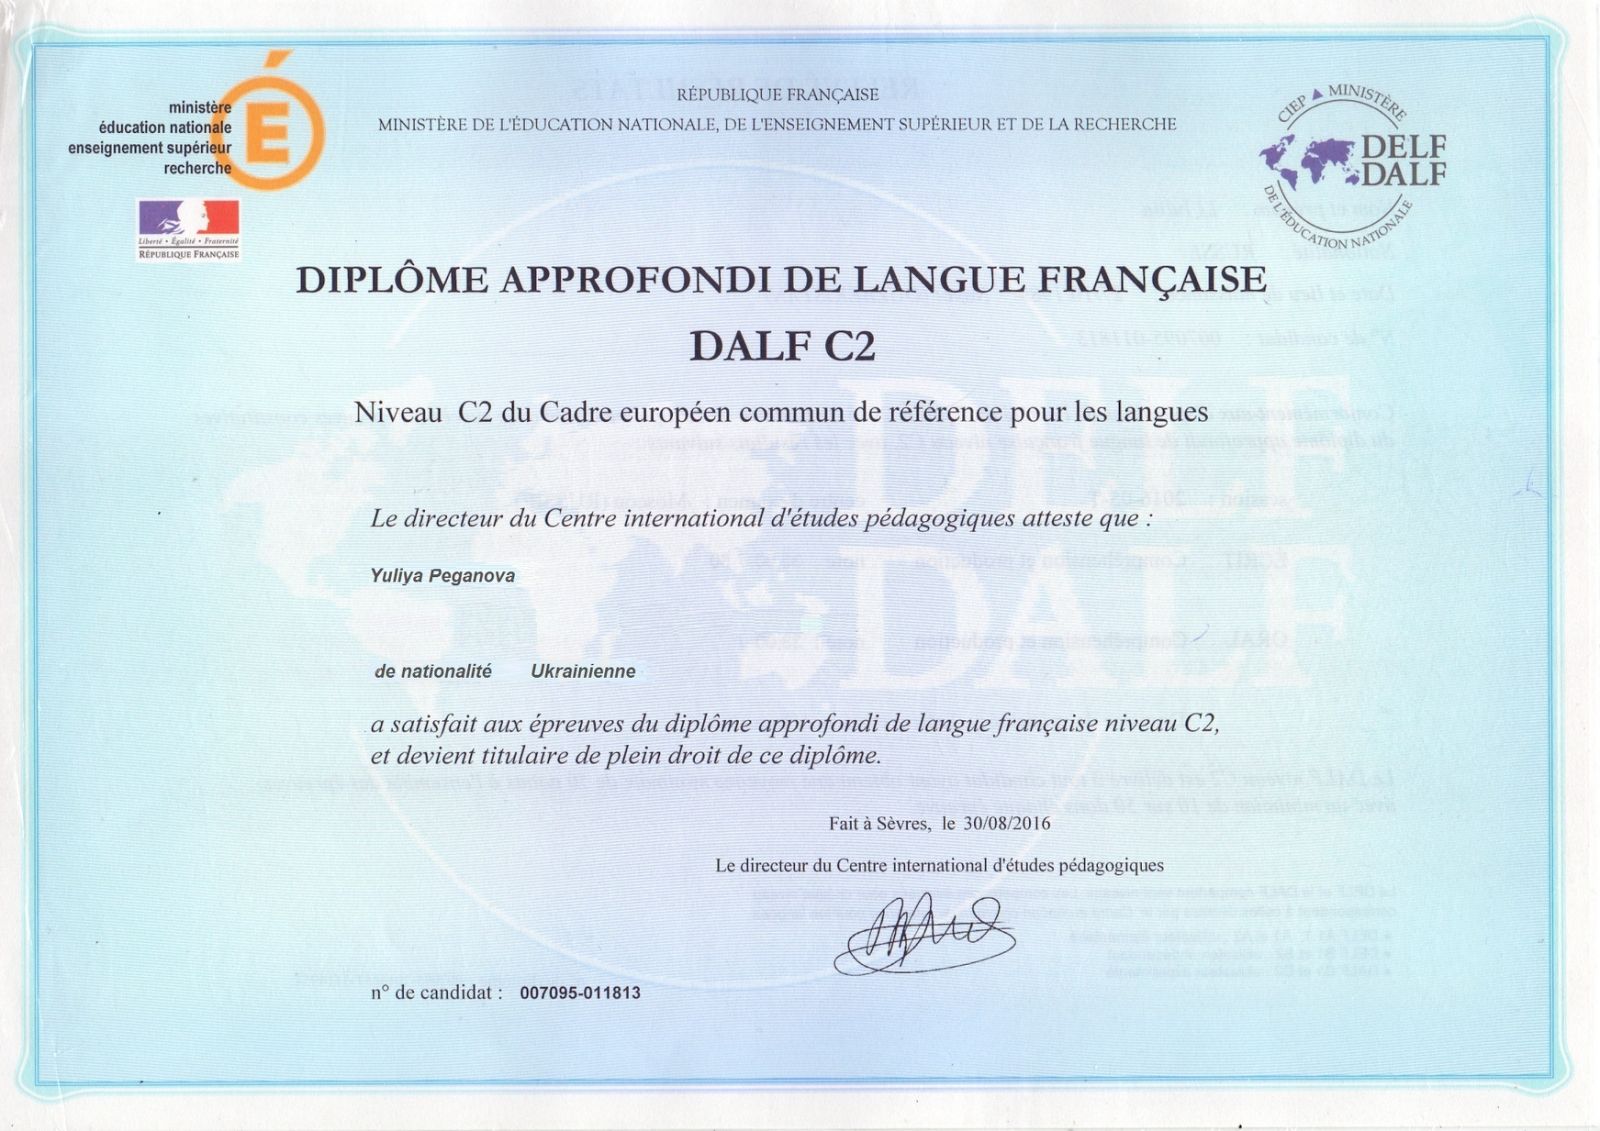 ministère
éducation nationale
enseignement supérieur
recherche
É
Liberté • Égalité • Fraternité
RÉPUBLIQUE FRANÇAISE
RÉPUBLIQUE FRANÇAISE
MINISTÈRE DE L'ÉDUCATION NATIONALE, DE L'ENSEIGNEMENT SUPÉRIEUR ET DE LA RECHERCHE
CIEP MINISTÈRE
DELF
DALF
DE L'ÉDUCATION NATIONALE
DIPLÔME APPROFONDI DE LANGUE FRANÇAISE
DALF C2
Niveau C2 du Cadre européen commun de référence pour les langues
DELF
DALF
Le directeur du Centre international d'études pédagogiques atteste que :
Yuliya Peganova
de nationalité Ukrainienne
a satisfait aux épreuves du diplôme approfondi de langue française niveau C2,
et devient titulaire de plein droit de ce diplôme.
Fait à Sèvres, le 30/08/2016
Le directeur du Centre international d'études pédagogiques
n° de candidat : 007095-011813